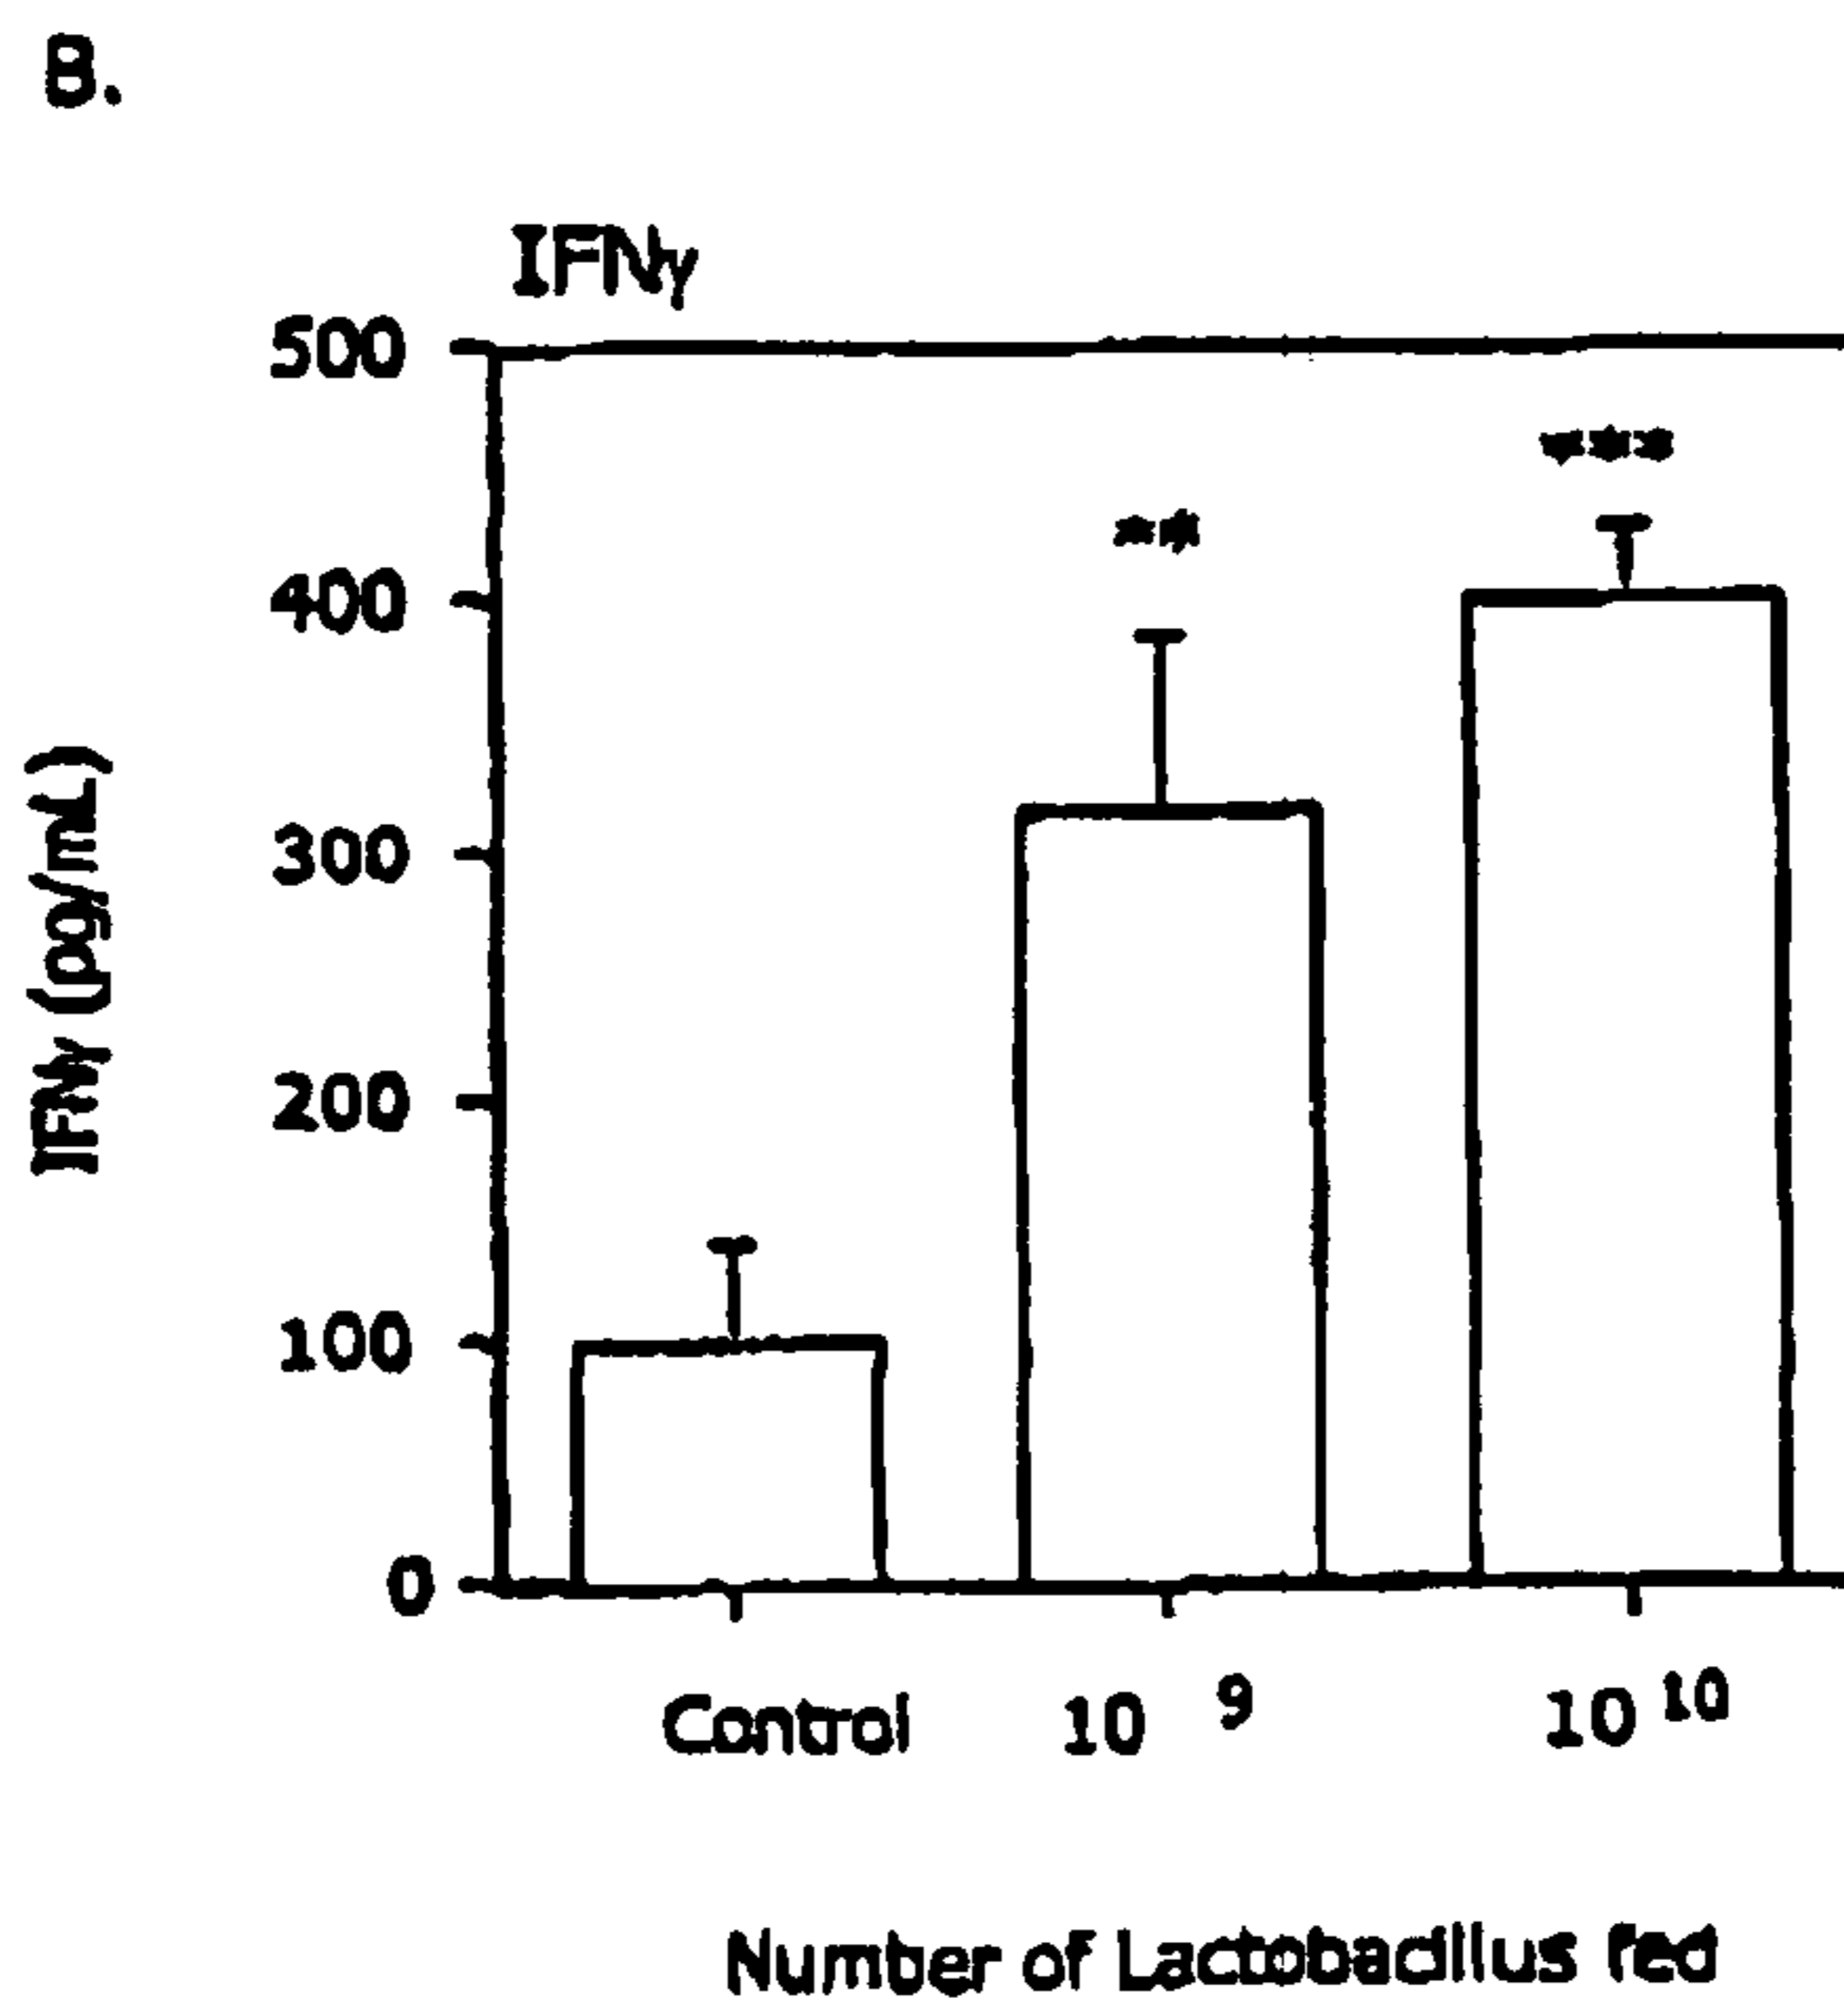 B.
IFNγ
500
***
**
400
300
200
100
0
IFNγ (pg/mL)
Control 10 9 10 10
Number of Lactobacillus fed